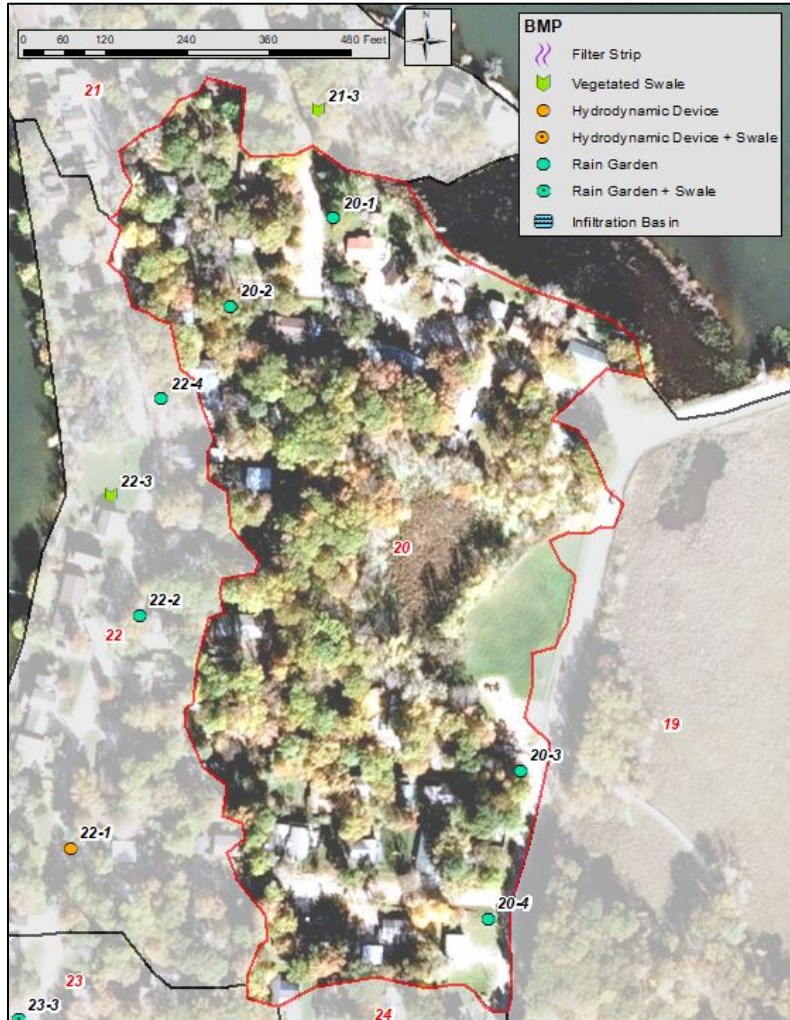 0 60 120 240 360 480 Feet
N
BMP
Filter Strip
Vegetated Swale
Hydrodynamic Device
Hydrodynamic Device + Swale
Rain Garden
Rain Garden + Swale
Infiltration Basin
21
21-3
20-1
20-2
22-4
22-3
20
22-2
22
19
20-3
22-1
20-4
23
23-3
24